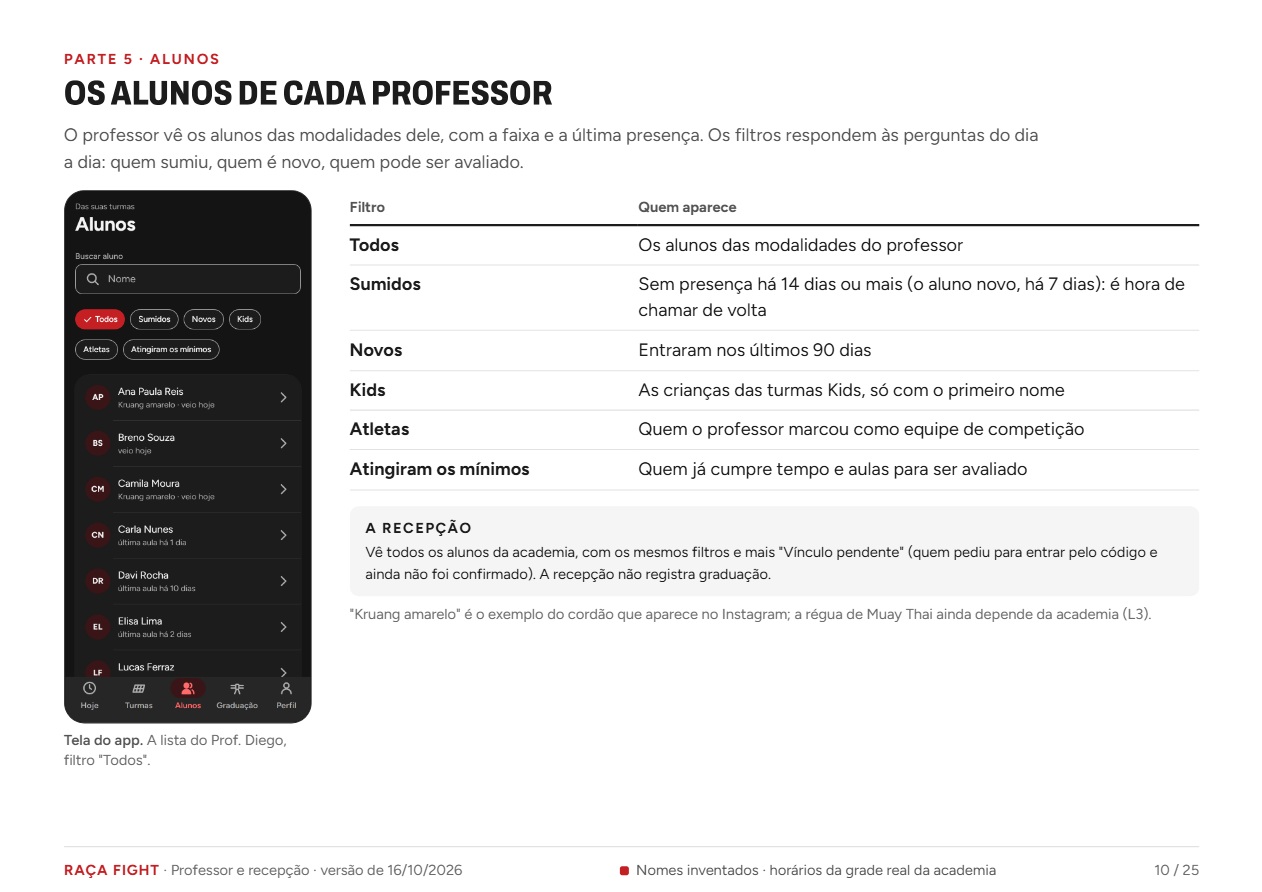 PARTE 5 · ALUNOS
OS ALUNOS DE CADA PROFESSOR
O professor vê os alunos das modalidades dele, com a faixa e a última presença. Os filtros respondem às perguntas do dia
a dia: quem sumiu, quem é novo, quem pode ser avaliado.
Das suas turmas
Alunos
Buscar aluno
Nome
Todos Sumidos Novos Kids
Atletas Atingiram os mínimos
AP Ana Paula Reis
Kruang amarelo · veio hoje
BS Breno Souza
veio hoje
CM Camila Moura
Kruang amarelo · veio hoje
CN Carla Nunes
última aula há 1 dia
DR Davi Rocha
última aula há 10 dias
EL Elisa Lima
última aula há 2 dias
LF Lucas Ferraz
Hoje Turmas Alunos Graduação Perfil
Tela do app. A lista do Prof. Diego,
filtro "Todos".
Filtro Quem aparece
Todos Os alunos das modalidades do professor
Sumidos Sem presença há 14 dias ou mais (o aluno novo, há 7 dias): é hora de
chamar de volta
Novos Entraram nos últimos 90 dias
Kids As crianças das turmas Kids, só com o primeiro nome
Atletas Quem o professor marcou como equipe de competição
Atingiram os mínimos Quem já cumpre tempo e aulas para ser avaliado
A RECEPÇÃO
Vê todos os alunos da academia, com os mesmos filtros e mais "Vínculo pendente" (quem pediu para entrar pelo código e
ainda não foi confirmado). A recepção não registra graduação.
"Kruang amarelo" é o exemplo do cordão que aparece no Instagram; a régua de Muay Thai ainda depende da academia (L3).
RAÇA FIGHT · Professor e recepção · versão de 16/10/2026
Nomes inventados · horários da grade real da academia
10 / 25